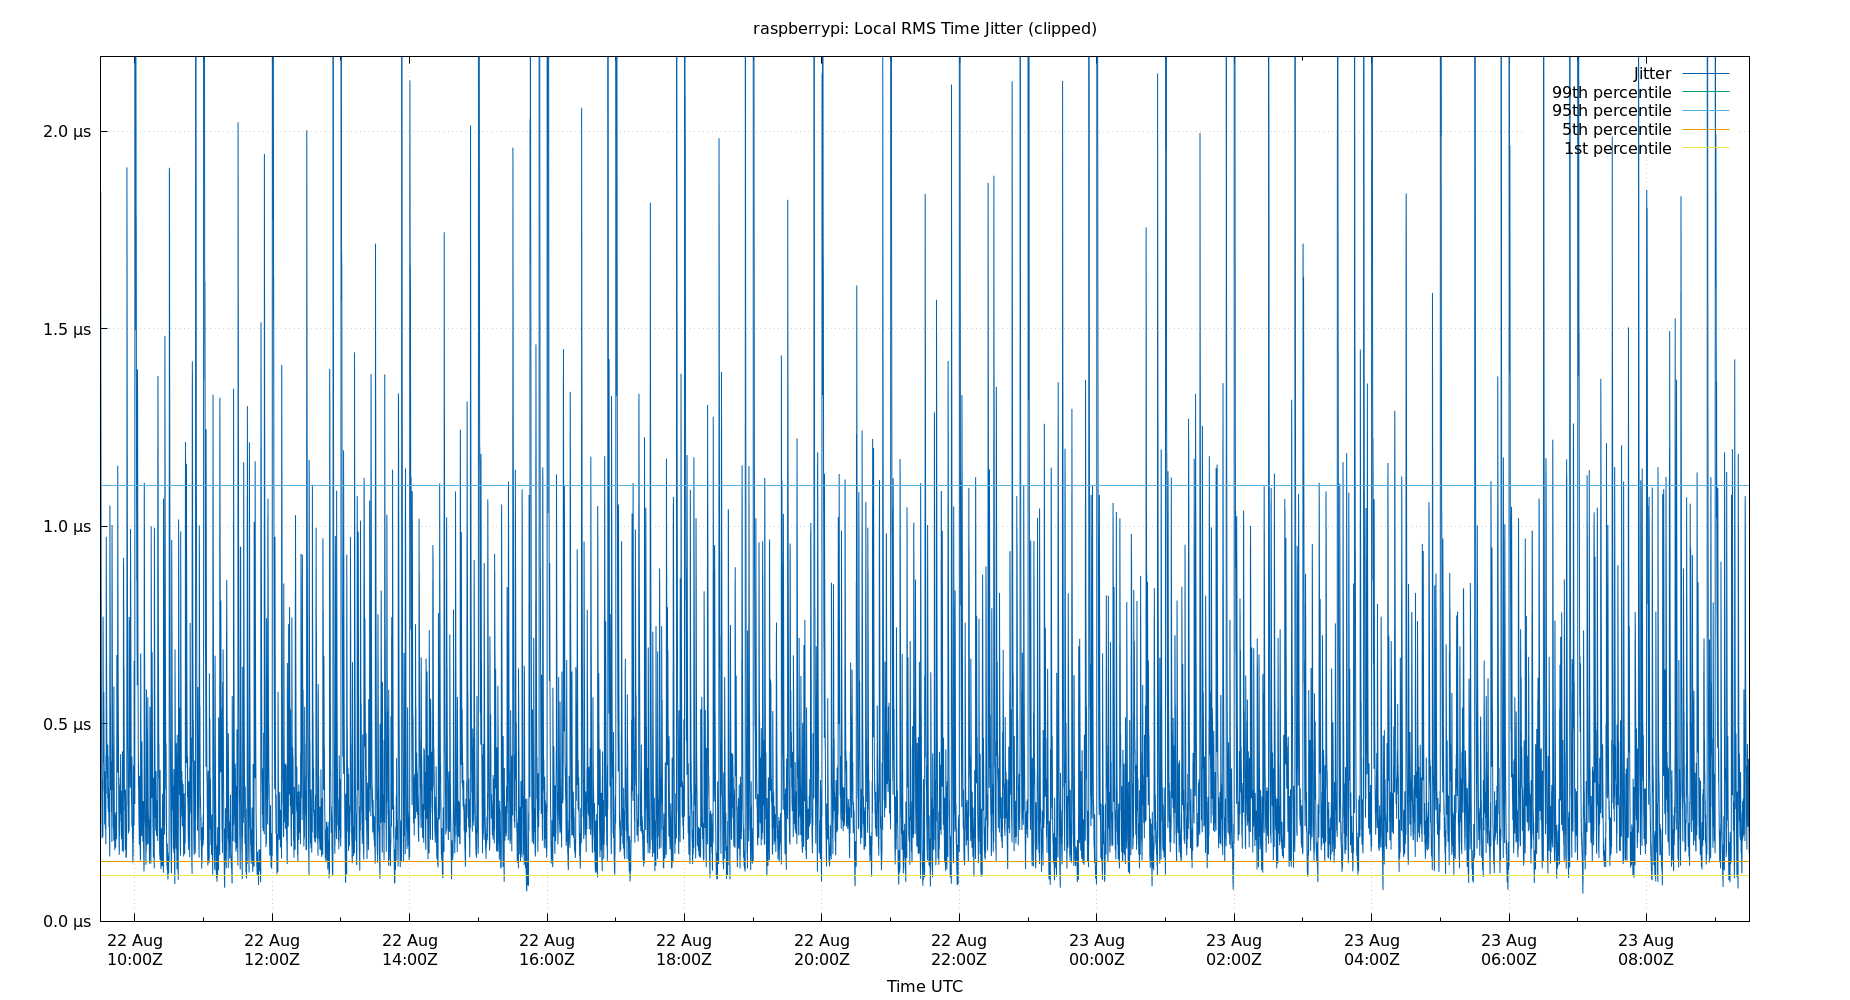 raspberrypi: Local RMS Time Jitter (clipped)
Jitter
99th percentile
95th percentile
5th percentile
1st percentile
2.0 µs
1.5 µs
1.0 µs
0.5 µs
0.0 µs
22 Aug 22 Aug 22 Aug 22 Aug 22 Aug 22 Aug 22 Aug 23 Aug 23 Aug 23 Aug 23 Aug 23 Aug
10:00Z 12:00Z 14:00Z 16:00Z 18:00Z 20:00Z 22:00Z 00:00Z 02:00Z 04:00Z 06:00Z 08:00Z
Time UTC